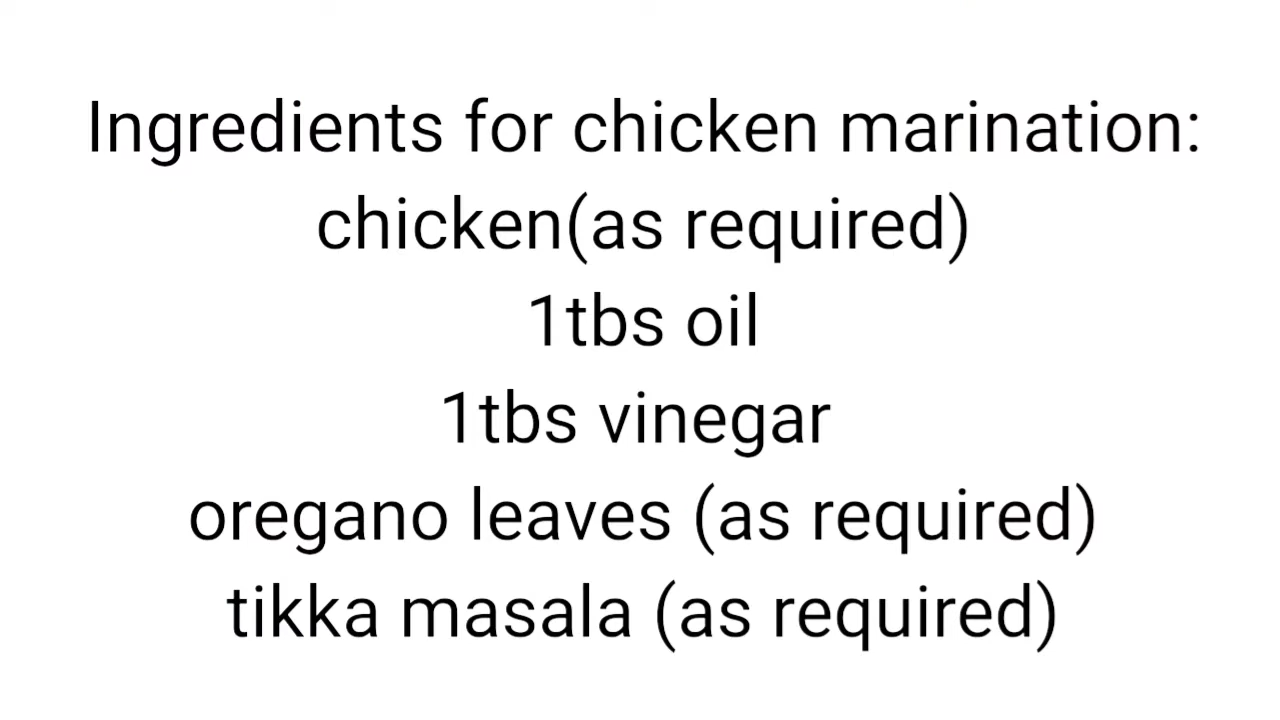 Ingredients for chicken marination:
chicken(as required)
1tbs oil
1tbs vinegar
oregano leaves (as required)
tikka masala (as required)